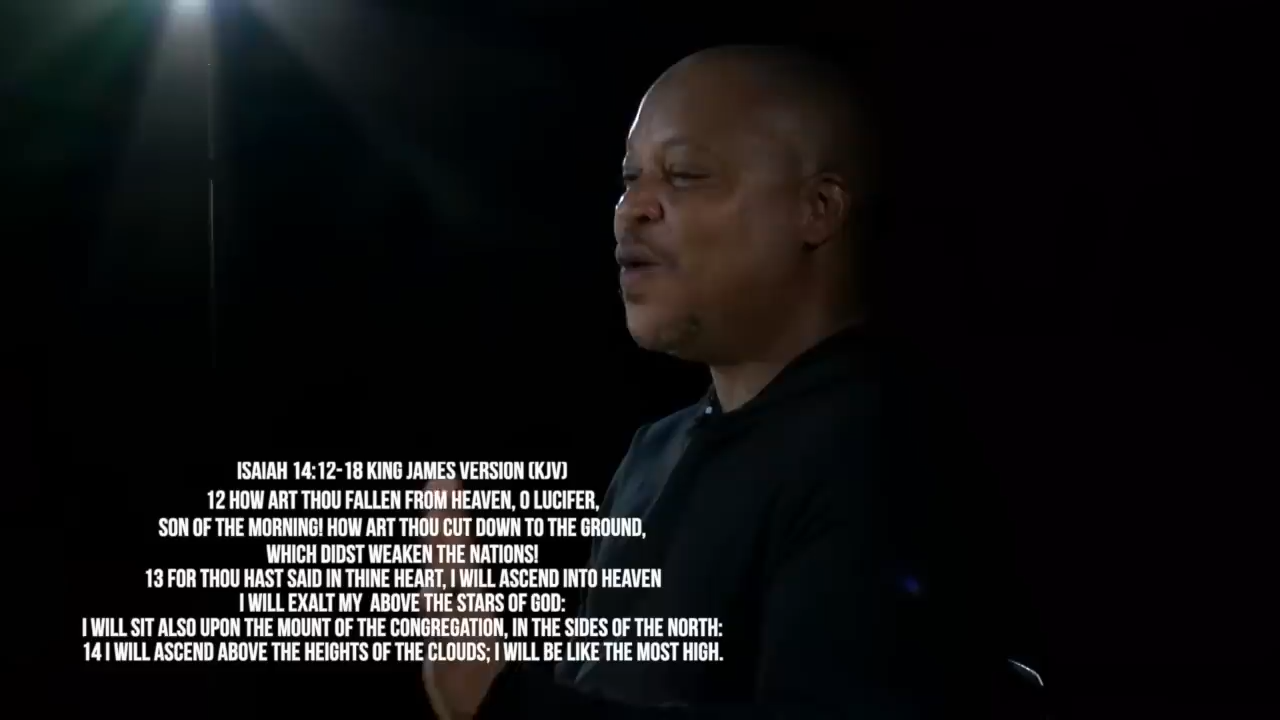 ISAIAH 14:12-18 KING JAMES VERSION (KJV)
12 HOW ART THOU FALLEN FROM HEAVEN, O LUCIFER,
SON OF THE MORNING! HOW ART THOU CUT DOWN TO THE GROUND,
WHICH DIDST WEAKEN THE NATIONS!
13 FOR THOU HAST SAID IN THINE HEART, I WILL ASCEND INTO HEAVEN
I WILL EXALT MY ABOVE THE STARS OF GOD:
I WILL SIT ALSO UPON THE MOUNT OF THE CONGREGATION, IN THE SIDES OF THE NORTH:
14 I WILL ASCEND ABOVE THE HEIGHTS OF THE CLOUDS; I WILL BE LIKE THE MOST HIGH.